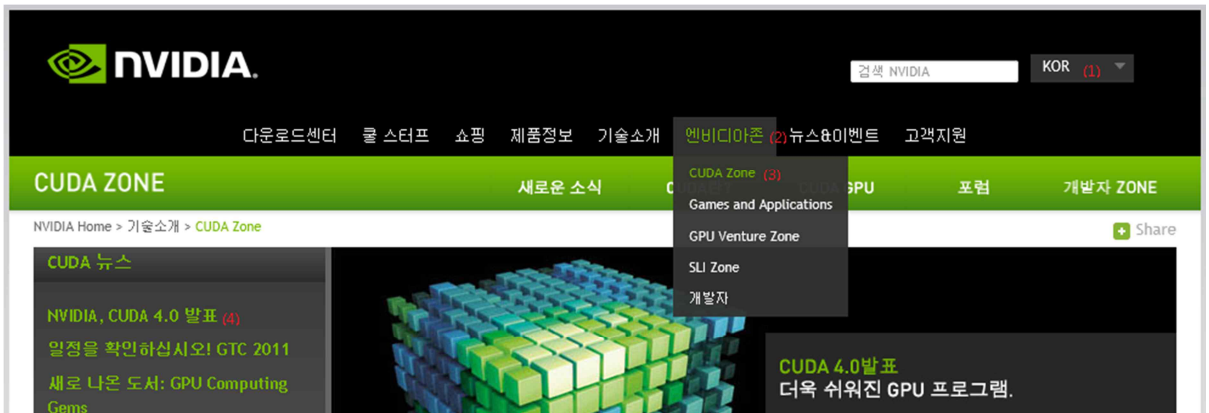 NVIDIA.
검색 NVIDIA
KOR (1)
다운로드센터 쿨 스터프 쇼핑 제품정보 기술소개 엔비디아존 (2) 뉴스&이벤트 고객지원
CUDA ZONE
새로운 소식 GPU 포럼 개발자 ZONE
CUDA Zone (3)
Games and Applications
GPU Venture Zone
SLI Zone
개발자
NVIDIA Home > 기술소개 > CUDA Zone
Share
CUDA 뉴스
NVIDIA, CUDA 4.0 발표 (4)
일정을 확인하십시오! GTC 2011
새로 나온 도서: GPU Computing
Gems
CUDA 4.0발표
더욱 쉬워진 GPU 프로그램.